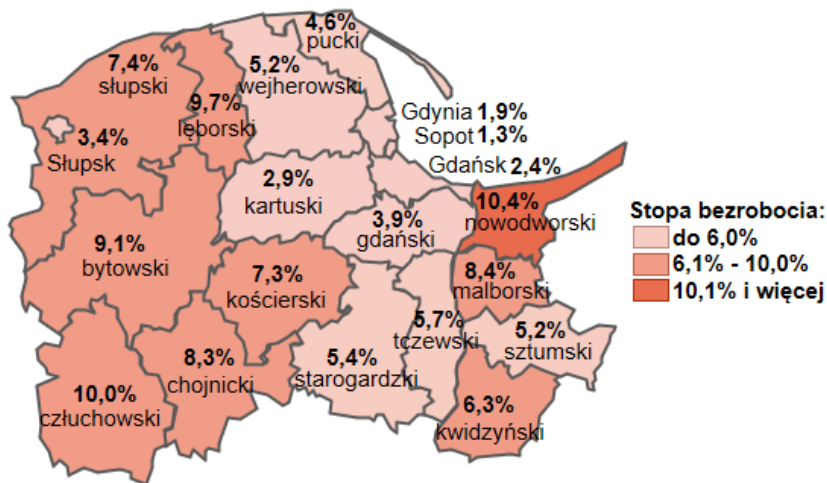 4,6%
pucki
7,4%
słupski
5,2%
wejherowski
9,7%
lęborski
Gdynia 1,9%
Sopot 1,3%
Gdańsk 2,4%
3,4%
Słupsk
2,9%
kartuski
3,9%
gdański
10,4%
nowodworski
9,1%
bytowski
7,3%
kościerski
8,4%
malborski
5,7%
tczewski
5,2%
sztumski
8,3%
chojnicki
5,4%
starogardzki
10,0%
człuchowski
6,3%
kwidzyński
Stopa bezrobocia:
do 6,0%
6,1% - 10,0%
10,1% i więcej